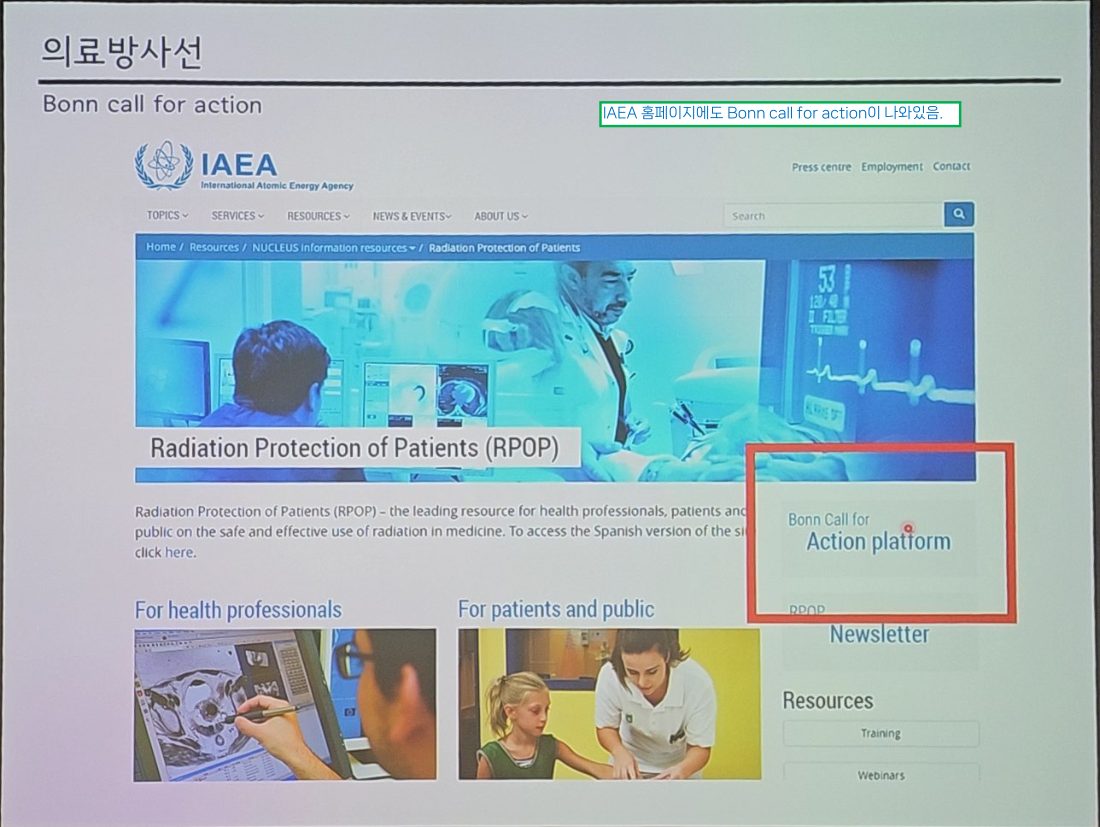 의료방사선
Bonn call for action
IAEA 홈페이지에도 Bonn call for action이 나와있음.
IAEA
International Atomic Energy Agency
Press centre Employment Contact
TOPICS SERVICES RESOURCES NEWS & EVENTS ABOUT US
Search
Home / Resources / NUCLEUS information resources / Radiation Protection of Patients
53
120/40
FILTER
Radiation Protection of Patients (RPOP)
Radiation Protection of Patients (RPOP) – the leading resource for health professionals, patients and
public on the safe and effective use of radiation in medicine. To access the Spanish version of the si
click here.
Bonn Call for
Action platform
RPOP
Newsletter
For health professionals
For patients and public
Resources
Training
Webinars